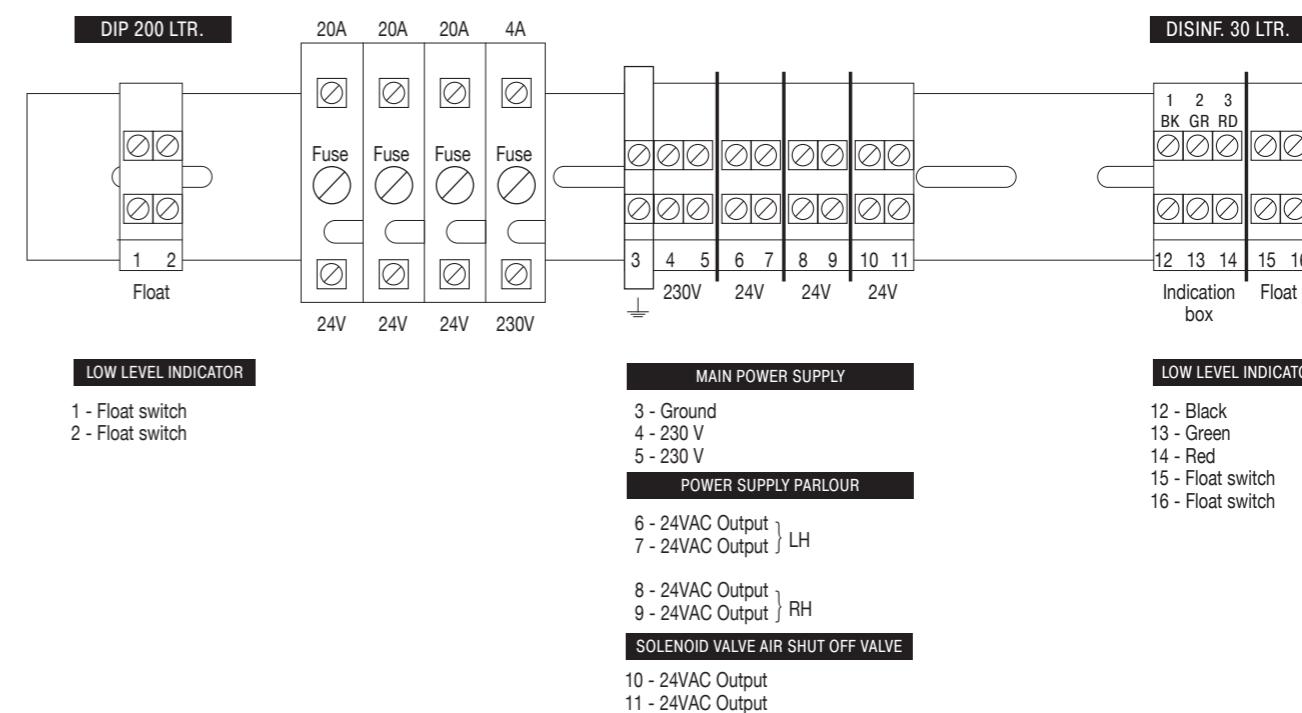 DIP 200 LTR.
20A 20A 20A 4A
DISINF. 30 LTR.
1 2 3
BK GR RD
Fuse Fuse Fuse Fuse
1 2
Float
24V 24V 24V 230V
3 4 5 6 7 8 9 10 11
230V 24V 24V 24V
12 13 14 15
Indication
box
Float
LOW LEVEL INDICATOR
1 - Float switch
2 - Float switch
MAIN POWER SUPPLY
3 - Ground
4 - 230 V
5 - 230 V
POWER SUPPLY PARLOUR
6 - 24VAC Output
7 - 24VAC Output
LH
8 - 24VAC Output
9 - 24VAC Output
RH
SOLENOID VALVE AIR SHUT OFF VALVE
10 - 24VAC Output
11 - 24VAC Output
LOW LEVEL
12 - Black
13 - Green
14 - Red
15 - Float switch
16 - Float switch